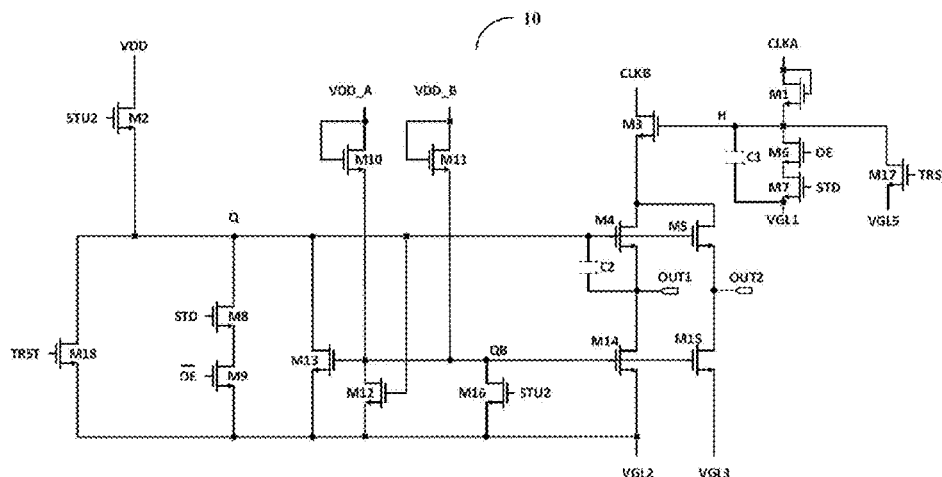 10
VDD
CLKA
VDD_A
VDD_B
CLKB
STU2
M2
M1
M3
H
M10
M11
C1
M6
OE
M7
STD
M17
TRST
VGL1
VGL5
Q
M4
M5
C2
OUT1
OUT2
STD
M8
TRST
M18
OE
M9
M13
QB
M14
M15
M12
M16
STU2
VGL2
VGL3